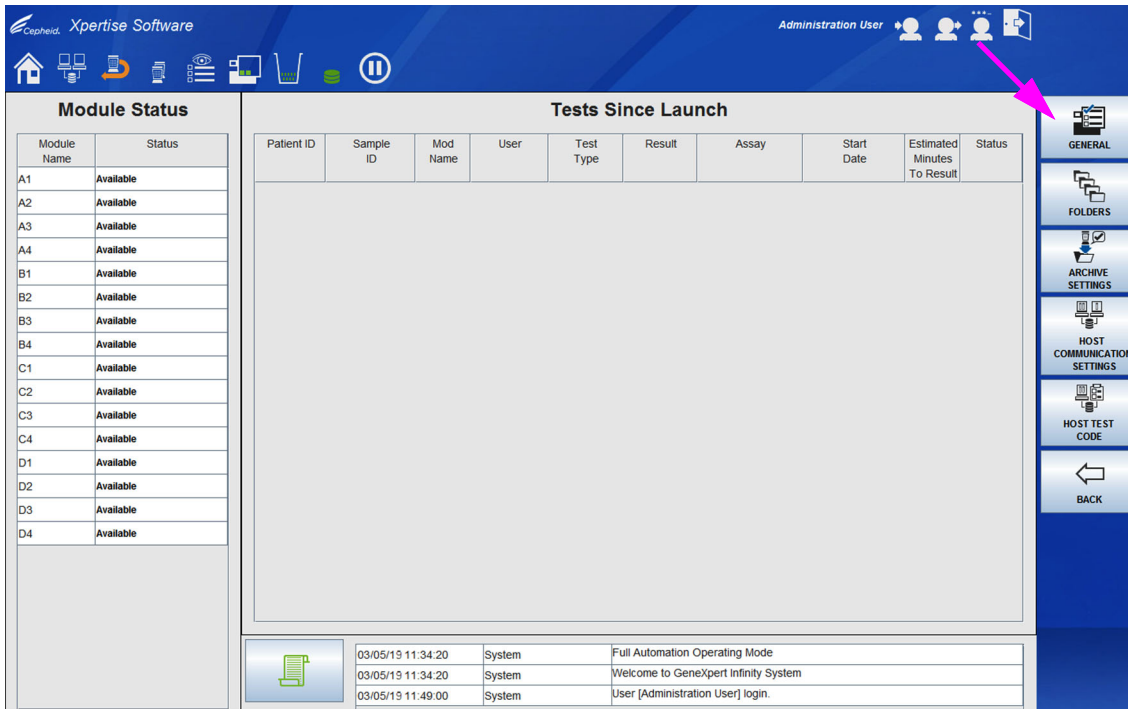 Cepheid. Xpertise Software
Administration User
Module Status
Module Name Status
A1 Available
A2 Available
A3 Available
A4 Available
B1 Available
B2 Available
B3 Available
B4 Available
C1 Available
C2 Available
C3 Available
C4 Available
D1 Available
D2 Available
D3 Available
D4 Available
Tests Since Launch
Patient ID Sample ID Mod Name User Test Type Result Assay Start Date Estimated Minutes To Result Status
03/05/19 11:34:20 System Full Automation Operating Mode
03/05/19 11:34:20 System Welcome to GeneXpert Infinity System
03/05/19 11:49:00 System User [Administration User] login.
GENERAL
FOLDERS
ARCHIVE
SETTINGS
HOST
COMMUNICATION
SETTINGS
HOST TEST
CODE
BACK